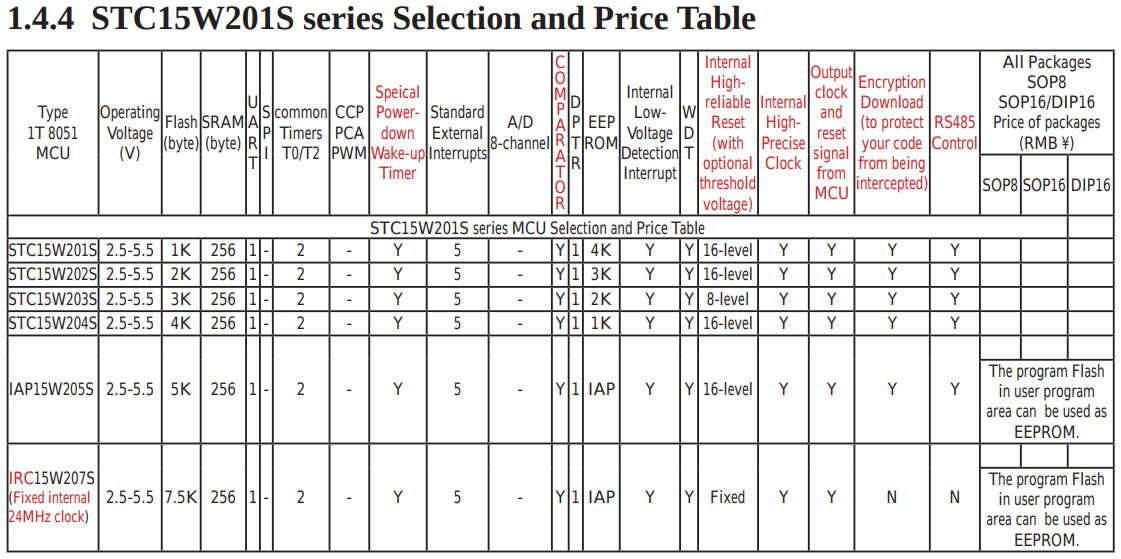 1.4.4 STC15W201S series Selection and Price Table
Type
1T 8051
MCU
Operating
Voltage
(V)
Flash
(byte)
SRAM
(byte)
U
A
R
T
S
P
I
common
Timers
T0/T2
CCP
PCA
PWM
Speical
Power-
down
Wake-up
Timer
Standard
External
Interrupts
A/D
8-channel
C
O
M
P
A
R
A
T
O
R
D
P
T
R
EEP
ROM
Internal
Low-
Voltage
Detection
Interrupt
W
D
T
Internal
High-
reliable
Reset
(with
optional
threshold
voltage)
Internal
High-
Precise
Clock
Output
clock
and
reset
signal
from
MCU
Encryption
Download
(to protect
your code
from being
intercepted)
RS485
Control
All Packages
SOP8
SOP16/DIP16
Price of packages
(RMB ¥)
SOP8 SOP16 DIP16
STC15W201S series MCU Selection and Price Table
STC15W201S 2.5-5.5 1K 256 1 - 2 - Y 5 - Y 1 4K Y Y 16-level Y Y Y Y
STC15W202S 2.5-5.5 2K 256 1 - 2 - Y 5 - Y 1 3K Y Y 16-level Y Y Y Y
STC15W203S 2.5-5.5 3K 256 1 - 2 - Y 5 - Y 1 2K Y Y 8-level Y Y Y Y
STC15W204S 2.5-5.5 4K 256 1 - 2 - Y 5 - Y 1 1K Y Y 16-level Y Y Y Y
IAP15W205S 2.5-5.5 5K 256 1 - 2 - Y 5 - Y 1 IAP Y Y 16-level Y Y Y Y
The program Flash
in user program
area can be used as
EEPROM.
IRC15W207S
(Fixed internal
24MHz clock)
2.5-5.5 7.5K 256 1 - 2 - Y 5 - Y 1 IAP Y Y Fixed Y Y N N
The program Flash
in user program
area can be used as
EEPROM.